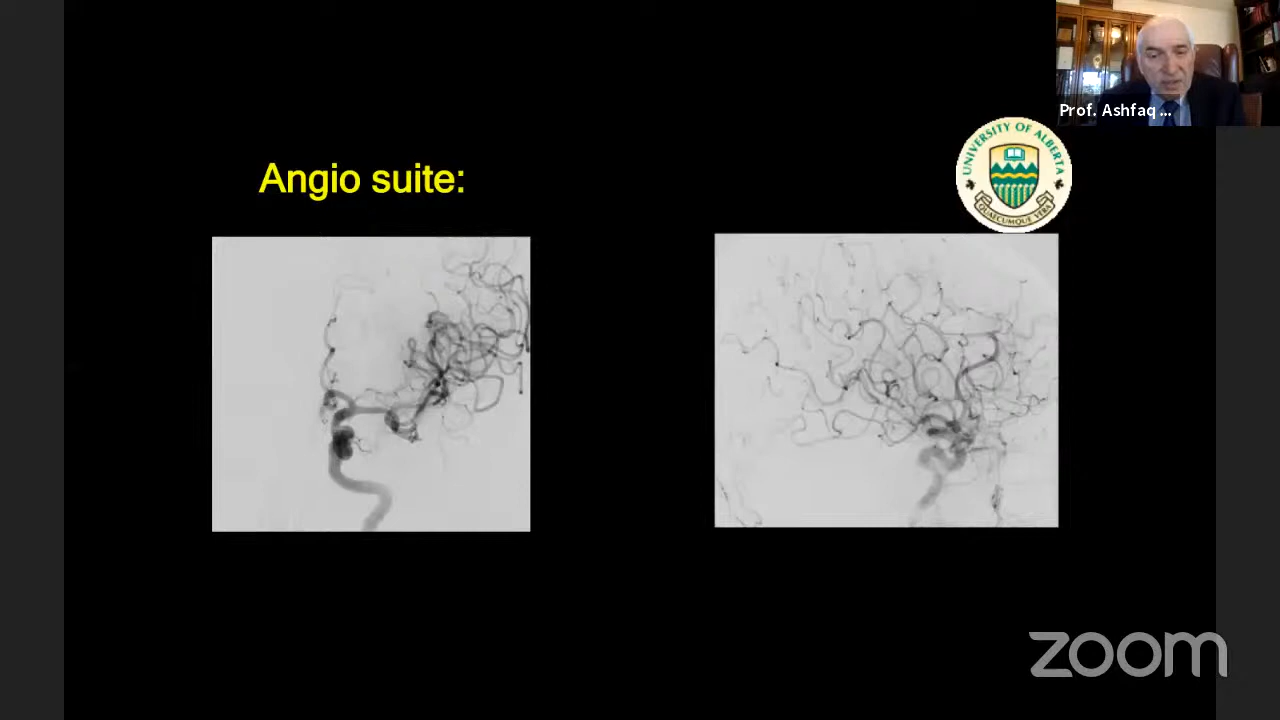 Prof. Ashfaq ...
UNIVERSITY OF ALBERTA
QUAECUMQUE VERA
Angio suite:
zoom